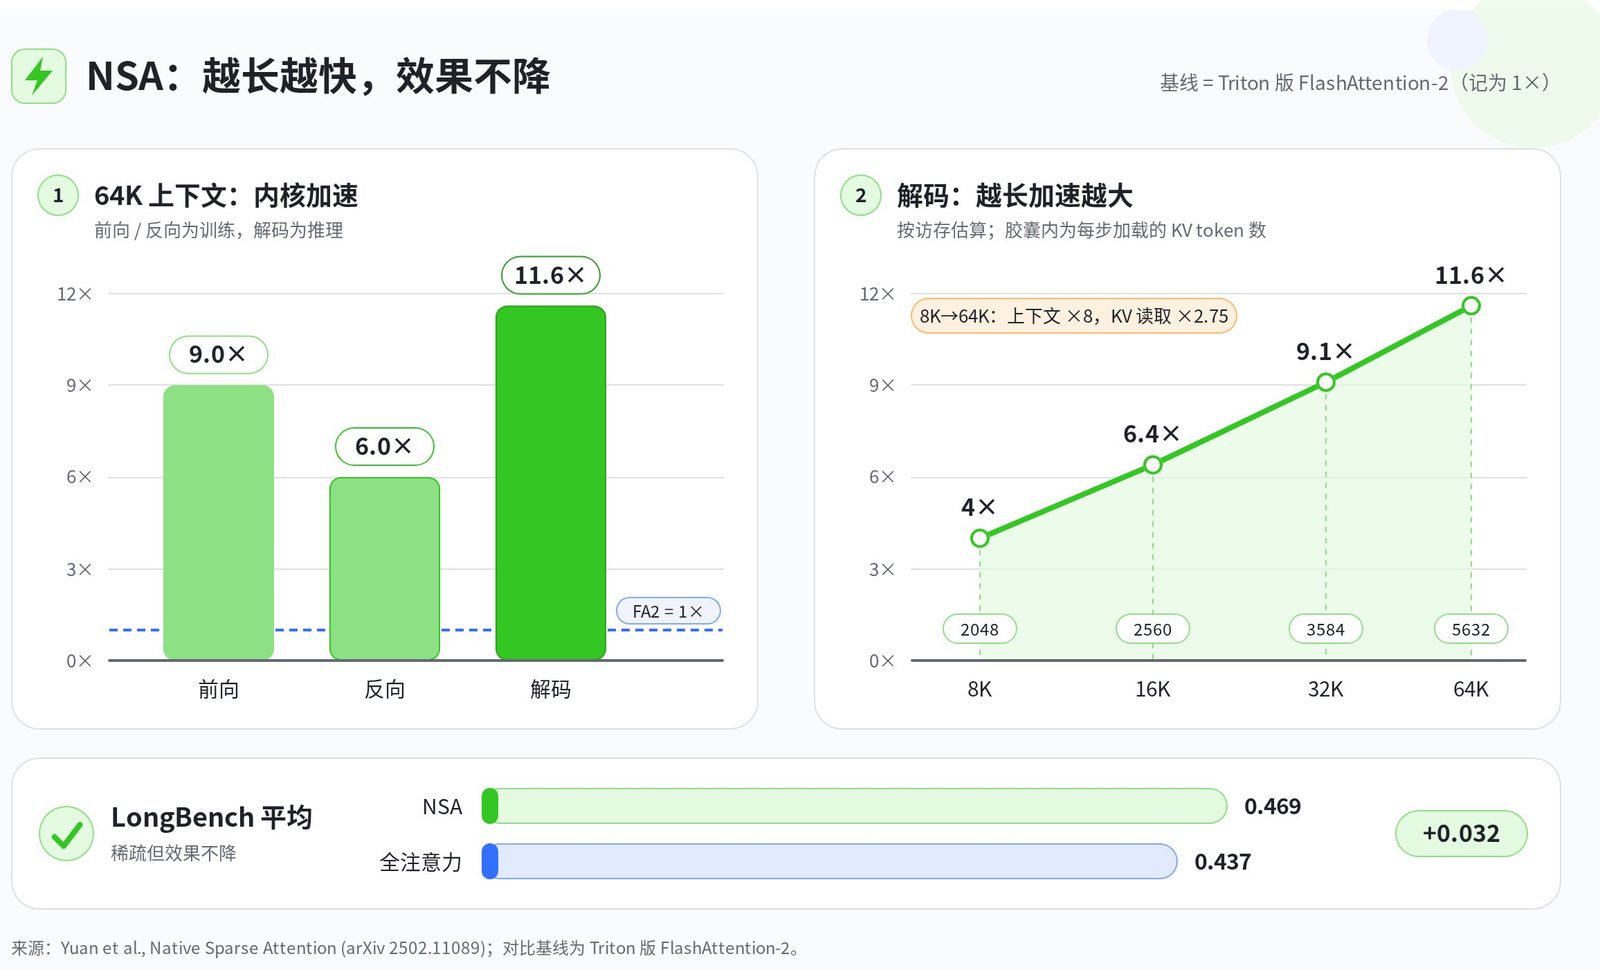 NSA：越长越快，效果不降
基线 = Triton 版 FlashAttention-2（记为 1×）
1
64K 上下文：内核加速
前向 / 反向为训练，解码为推理
12×
9×
6×
3×
0×
9.0×
6.0×
11.6×
FA2 = 1×
前向
反向
解码
2
解码：越长加速越大
按访存估算；胶囊内为每步加载的 KV token 数
12×
9×
6×
3×
0×
8K→64K：上下文 ×8，KV 读取 ×2.75
4×
6.4×
9.1×
11.6×
2048
2560
3584
5632
8K
16K
32K
64K
LongBench 平均
稀疏但效果不降
NSA
0.469
全注意力
0.437
+0.032
来源：Yuan et al., Native Sparse Attention (arXiv 2502.11089)；对比基线为 Triton 版 FlashAttention-2。